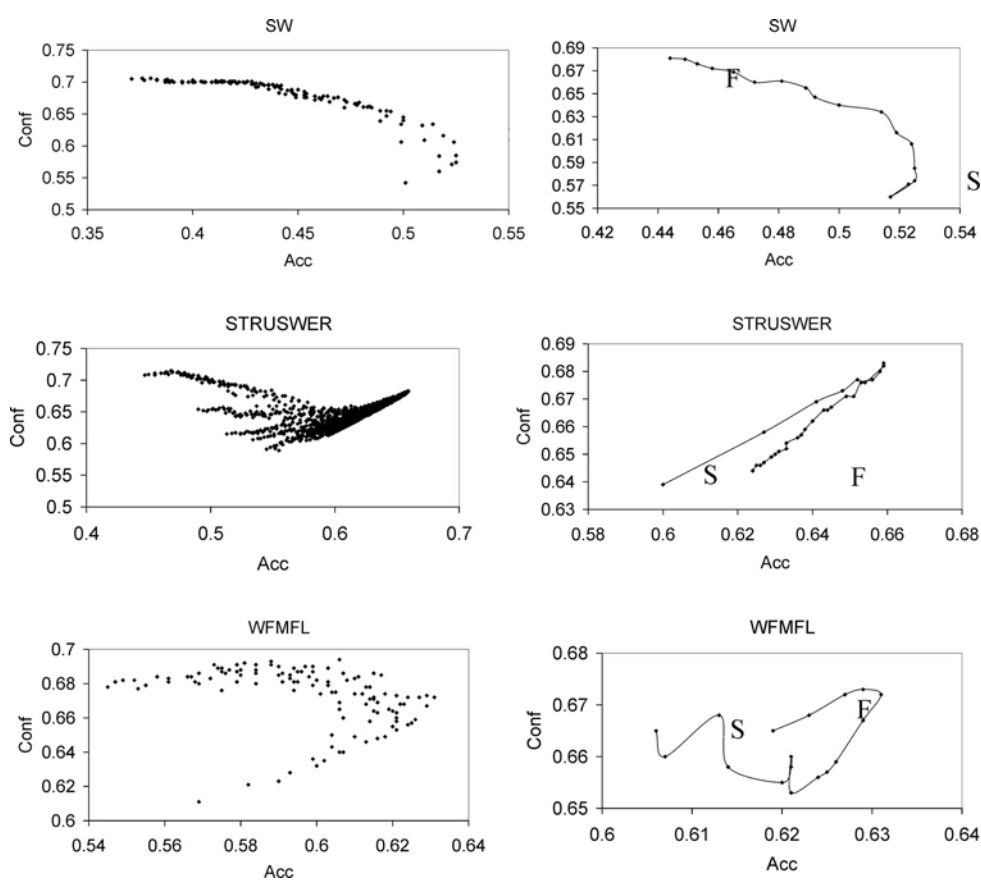 SW
0.75
0.7
0.65
0.6
0.55
0.5
Conf
0.35 0.4 0.45 0.5 0.55
Acc
SW
0.69
0.67
0.65
0.63
0.61
0.59
0.57
0.55
Conf
F
S
0.42 0.44 0.46 0.48 0.5 0.52 0.54
Acc
STRUSWER
0.75
0.7
0.65
0.6
0.55
0.5
Conf
0.4 0.5 0.6 0.7
Acc
STRUSWER
0.69
0.68
0.67
0.66
0.65
0.64
0.63
Conf
S F
0.58 0.6 0.62 0.64 0.66 0.68
Acc
WFMFL
0.7
0.68
0.66
0.64
0.62
0.6
Conf
0.54 0.56 0.58 0.6 0.62 0.64
Acc
WFMFL
0.68
0.67
0.66
0.65
Conf
F
S
0.6 0.61 0.62 0.63 0.64
Acc